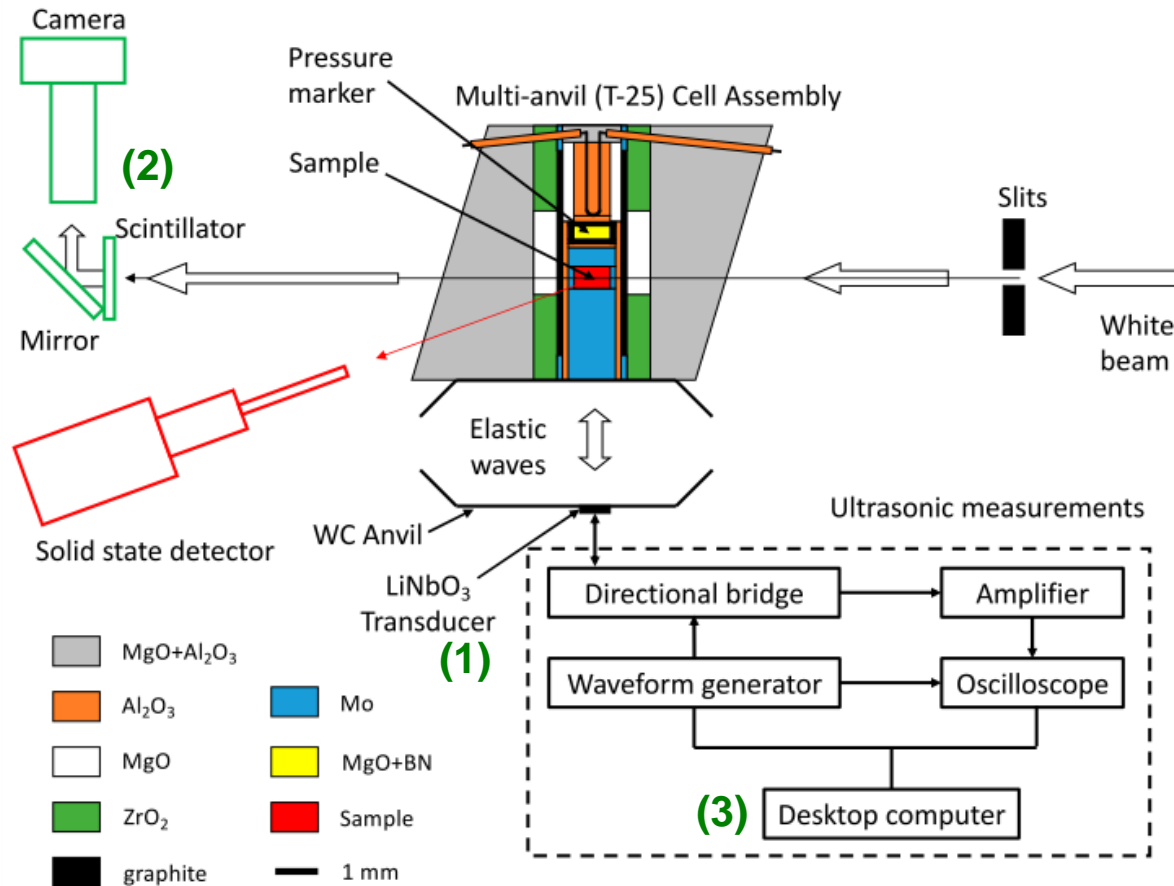 Camera
(2)
Scintillator
Mirror
Solid state detector
Pressure
marker
Multi-anvil (T-25) Cell Assembly
Sample
Slits
White
beam
Elastic
waves
WC Anvil
LiNbO₃
Transducer
(1)
Ultrasonic measurements
Directional bridge
Amplifier
Waveform generator
Oscilloscope
(3)
Desktop computer
MgO+Al₂O₃
Al₂O₃
Mo
MgO
MgO+BN
ZrO₂
Sample
graphite
1 mm